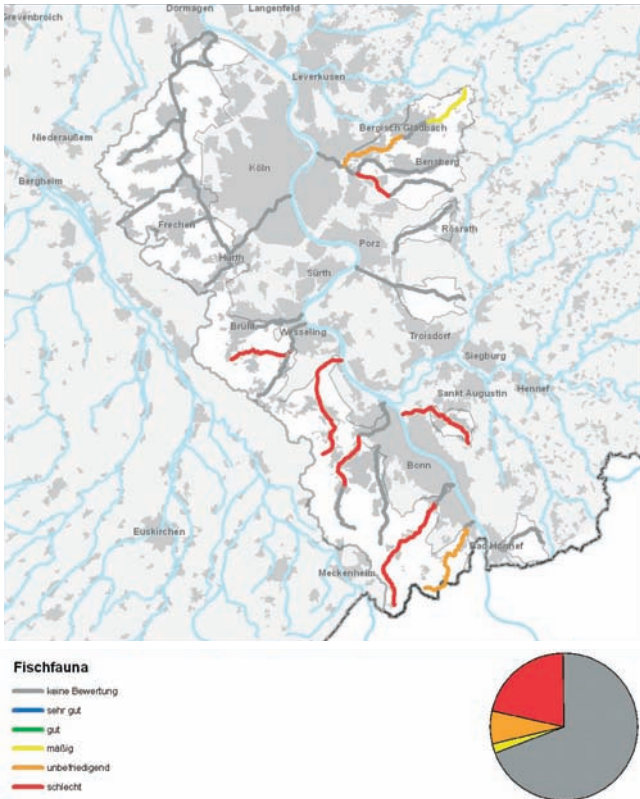 Dormagen
Langenfeld
Grevenbroich
Leverkusen
Niederaußem
Bergisch Gladbach
Bensberg
Köln
Bergheim
Frechen
Rösrath
Porz
Hürth
Sürth
Brühl
Wesseling
Troisdorf
Siegburg
Hennef
Sankt Augustin
Bonn
Euskirchen
Bad Honnef
Meckenheim
Fischfauna
keine Bewertung
sehr gut
gut
mäßig
unbefriedigend
schlecht